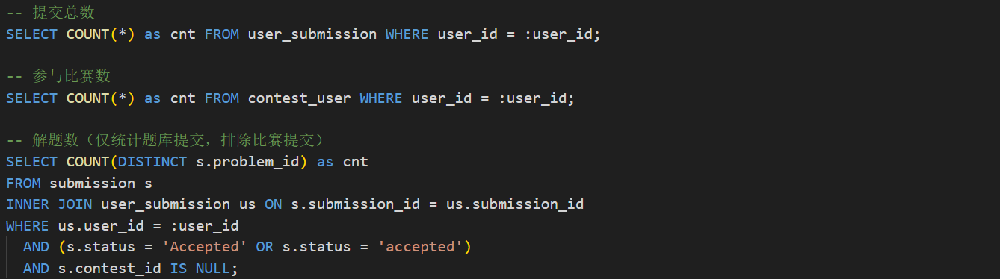 -- 提交总数
SELECT COUNT(*) as cnt FROM user_submission WHERE user_id = :user_id;
-- 参与比赛数
SELECT COUNT(*) as cnt FROM contest_user WHERE user_id = :user_id;
-- 解题数（仅统计题库提交，排除比赛提交）
SELECT COUNT(DISTINCT s.problem_id) as cnt
FROM submission s
INNER JOIN user_submission us ON s.submission_id = us.submission_id
WHERE us.user_id = :user_id
  AND (s.status = 'Accepted' OR s.status = 'accepted')
  AND s.contest_id IS NULL;